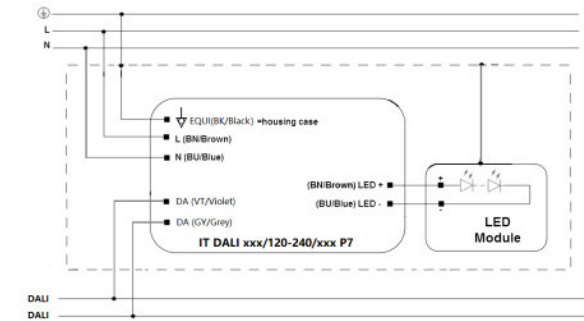 L
N
EQUI(BK/Black) =housing case
L (BN/Brown)
N (BU/Blue)
(BN/Brown) LED +
(BU/Blue) LED -
DA (VT/Violet)
DA (GY/Grey)
IT DALI xxx/120-240/xxx P7
+
-
LED
Module
DALI
DALI